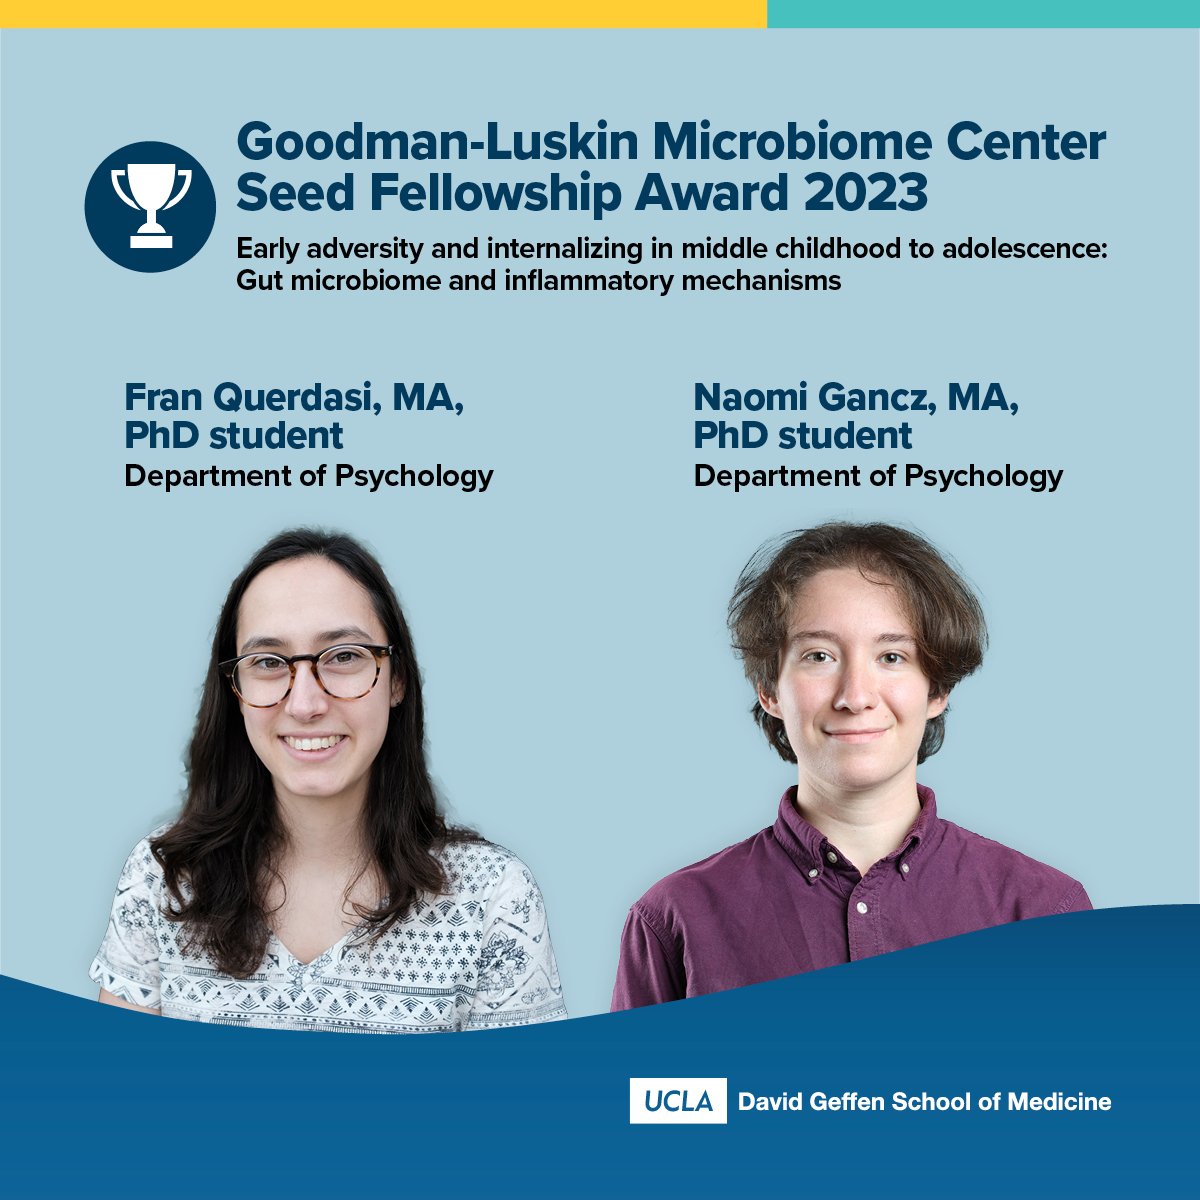 Goodman-Luskin Microbiome Center
Seed Fellowship Award 2023
Early adversity and internalizing in middle childhood to adolescence:
Gut microbiome and inflammatory mechanisms
Fran Querdasi, MA,
PhD student
Department of Psychology
Naomi Gancz, MA,
PhD student
Department of Psychology
UCLA David Geffen School of Medicine